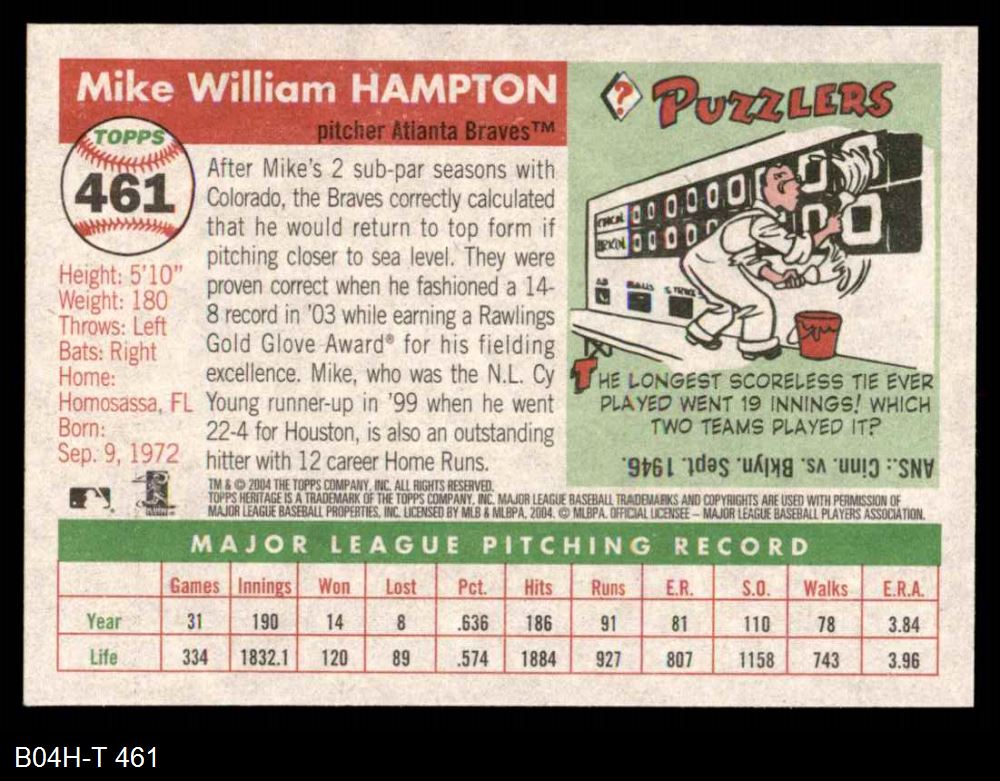 Mike William HAMPTON
pitcher Atlanta Braves™
TOPPS
461
Height: 5'10"
Weight: 180
Throws: Left
Bats: Right
Home:
Homosassa, FL
Born:
Sep. 9, 1972
After Mike's 2 sub-par seasons with
Colorado, the Braves correctly calculated
that he would return to top form if
pitching closer to sea level. They were
proven correct when he fashioned a 14-
8 record in '03 while earning a Rawlings
Gold Glove Award® for his fielding
excellence. Mike, who was the N.L. Cy
Young runner-up in '99 when he went
22-4 for Houston, is also an outstanding
hitter with 12 career Home Runs.
? PUZZLERS
THE LONGEST SCORELESS TIE EVER
PLAYED WENT 19 INNINGS! WHICH
TWO TEAMS PLAYED IT?
ANS.: Cinn. vs. Bklyn. Sept. 1946.
TM & © 2004 THE TOPPS COMPANY, INC. ALL RIGHTS RESERVED.
TOPPS HERITAGE IS A TRADEMARK OF THE TOPPS COMPANY, INC. MAJOR LEAGUE BASEBALL TRADEMARKS AND COPYRIGHTS ARE USED WITH PERMISSION OF
MAJOR LEAGUE BASEBALL PROPERTIES, INC. LICENSED BY MLB & MLBPA, 2004. © MLBPA. OFFICIAL LICENSEE – MAJOR LEAGUE BASEBALL PLAYERS ASSOCIATION.
MAJOR LEAGUE PITCHING RECORD
Games Innings Won Lost Pct. Hits Runs E.R. S.O. Walks E.R.A.
Year 31 190 14 8 .636 186 91 81 110 78 3.84
Life 334 1832.1 120 89 .574 1884 927 807 1158 743 3.96
B04H-T 461